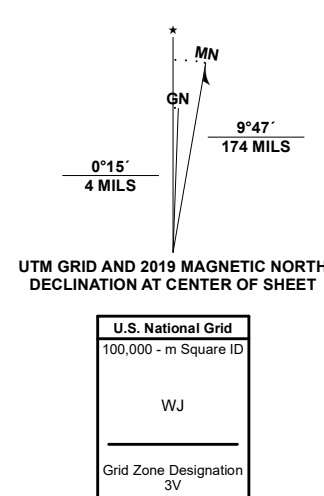 ★
MN
GN
9°47´
174 MILS
0°15´
4 MILS
UTM GRID AND 2019 MAGNETIC NORTH
DECLINATION AT CENTER OF SHEET
U.S. National Grid
100,000 - m Square ID
WJ
Grid Zone Designation
3V